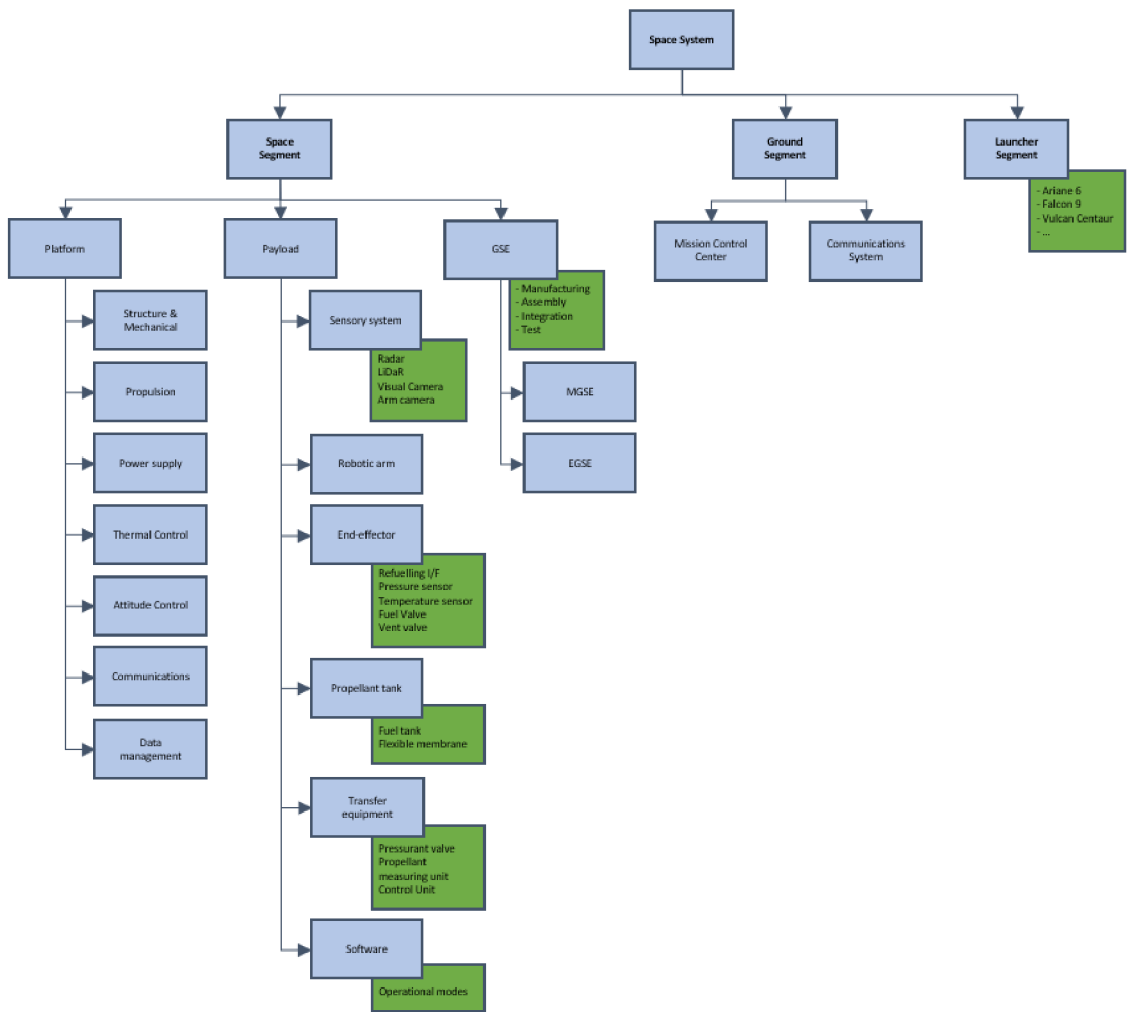 Space System
Space
Segment
Ground
Segment
Launcher
Segment
- Ariane 6
- Falcon 9
- Vulcan Centaur
- ...
Platform
Payload
GSE
- Manufacturing
- Assembly
- Integration
- Test
Mission Control
Center
Communications
System
Structure &
Mechanical
Propulsion
Power supply
Thermal Control
Attitude Control
Communications
Data
management
Sensory system
Radar
LiDaR
Visual Camera
Arm camera
Robotic arm
End-effector
Refuelling I/F
Pressure sensor
Temperature sensor
Fuel Valve
Vent valve
Propellant tank
Fuel tank
Flexible membrane
Transfer
equipment
Pressurant valve
Propellant
measuring unit
Control Unit
Software
Operational modes
MGSE
EGSE